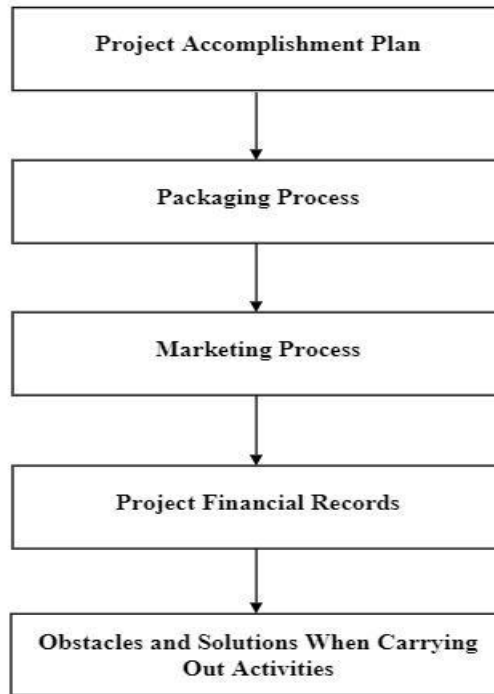 Project Accomplishment Plan
Packaging Process
Marketing Process
Project Financial Records
Obstacles and Solutions When Carrying
Out Activities